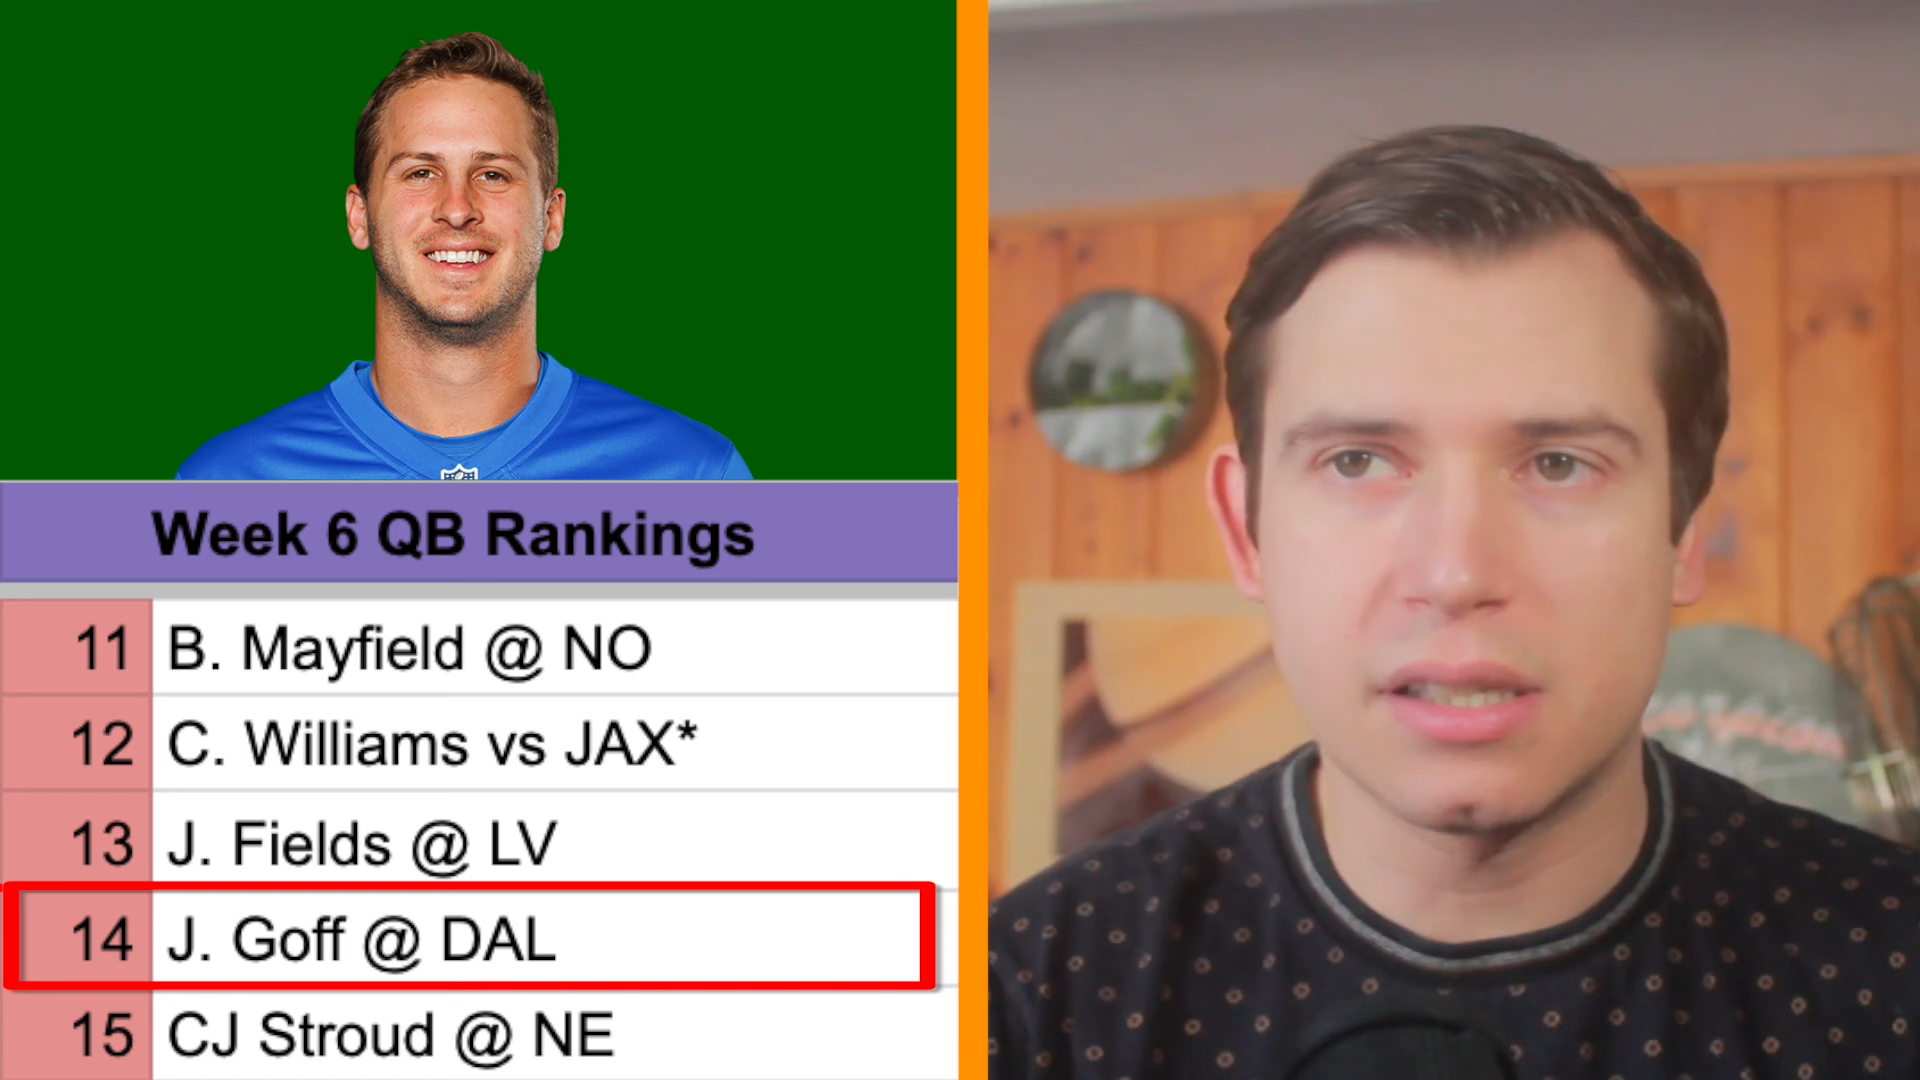 Week 6 QB Rankings
11 B. Mayfield @ NO
12 C. Williams vs JAX*
13 J. Fields @ LV
14 J. Goff @ DAL
15 CJ Stroud @ NE